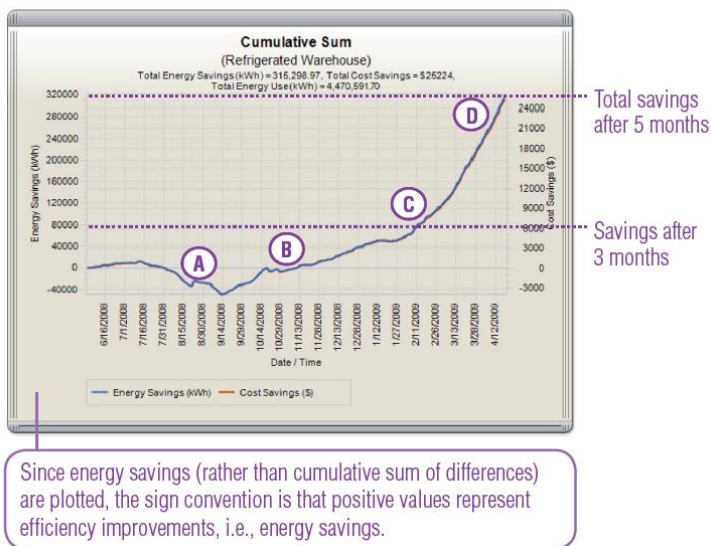 Cumulative Sum
(Refrigerated Warehouse)
Total Energy Savings (kWh) = 315,298.97, Total Cost Savings = $25224,
Total Energy Use(kWh) = 4,470,591.70
320000
280000
240000
200000
160000
120000
80000
40000
0
-40000
Energy Savings (kWh)
24000
21000
18000
15000
12000
9000
6000
3000
0
-3000
Cost Savings ($)
A
B
C
D
Total savings
after 5 months
Savings after
3 months
6/16/2008
7/1/2008
7/16/2008
7/31/2008
8/15/2008
8/30/2008
9/14/2008
9/29/2008
10/14/2008
10/29/2008
11/13/2008
11/28/2008
12/13/2008
12/28/2008
1/12/2009
1/27/2009
2/11/2009
2/26/2009
3/13/2009
3/28/2009
4/12/2009
Date / Time
Energy Savings (kWh)
Cost Savings ($)
Since energy savings (rather than cumulative sum of differences)
are plotted, the sign convention is that positive values represent
efficiency improvements, i.e., energy savings.